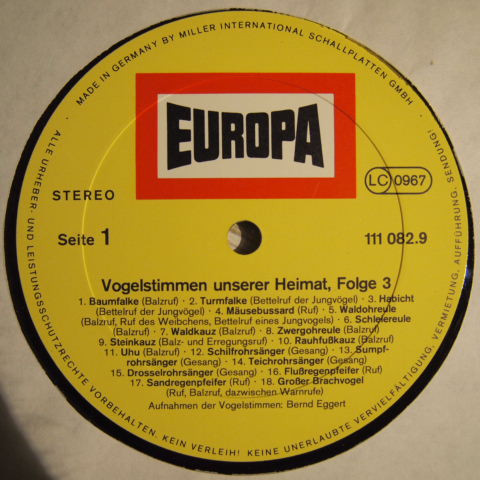 MADE IN GERMANY BY MILLER INTERNATIONAL SCHALLPLATTEN GMBH ·
EUROPA
STEREO
LC 0967
Seite 1
111 082.9
Vogelstimmen unserer Heimat, Folge 3
1. Baumfalke (Balzruf) · 2. Turmfalke (Bettelruf der Jungvögel) · 3. Habicht
(Bettelruf der Jungvögel) · 4. Mäusebussard (Ruf) · 5. Waldohreule
(Balzruf, Ruf des Weibchens, Bettelruf eines Jungvogels) · 6. Schleiereule
(Balzruf) · 7. Waldkauz (Balzruf) · 8. Zwergohreule (Balzruf)
9. Steinkauz (Balz- und Erregungsruf) · 10. Rauhfußkauz (Balzruf)
11. Uhu (Balzruf) · 12. Schilfrohrsänger (Gesang) · 13. Sumpf-
rohrsänger (Gesang) · 14. Teichrohrsänger (Gesang)
15. Drosselrohrsänger (Gesang) · 16. Flußregenpfeifer (Ruf)
17. Sandregenpfeifer (Ruf) · 18. Großer Brachvogel
(Ruf, Balzruf, dazwischen Warnrufe)
Aufnahmen der Vogelstimmen: Bernd Eggert
ALLE URHEBER- UND LEISTUNGSSCHUTZRECHTE VORBEHALTEN. KEIN VERLEIH! KEINE UNERLAUBTE VERVIELFÄLTIGUNG, VERMIETUNG, AUFFÜHRUNG, SENDUNG!